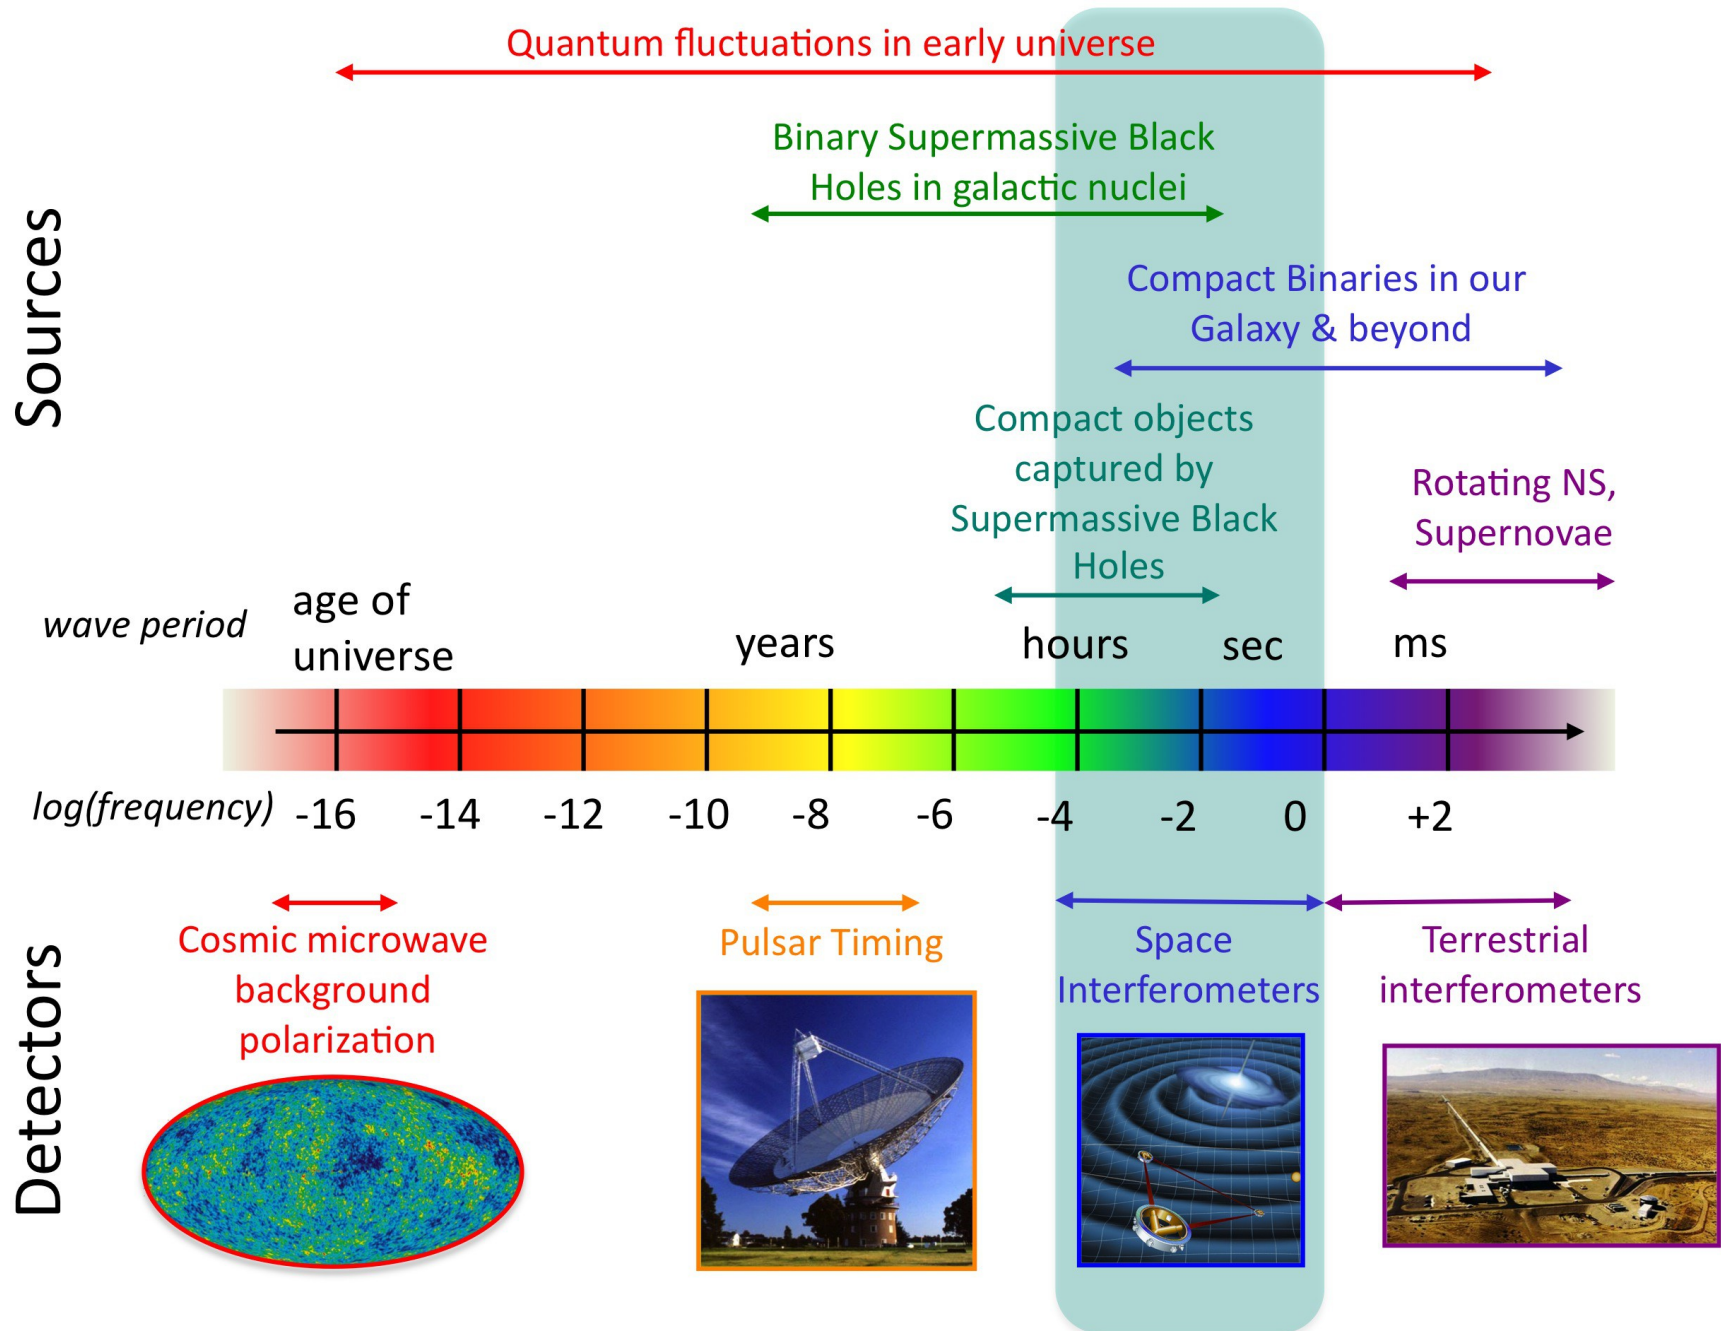 Quantum fluctuations in early universe
Binary Supermassive Black
Holes in galactic nuclei
Sources
Compact Binaries in our
Galaxy & beyond
Compact objects
captured by
Supermassive Black
Holes
Rotating NS,
Supernovae
wave period
age of
universe
years
hours
sec
ms
log(frequency)
-16
-14
-12
-10
-8
-6
-4
-2
0
+2
Detectors
Cosmic microwave
background
polarization
Pulsar Timing
Space
Interferometers
Terrestrial
interferometers